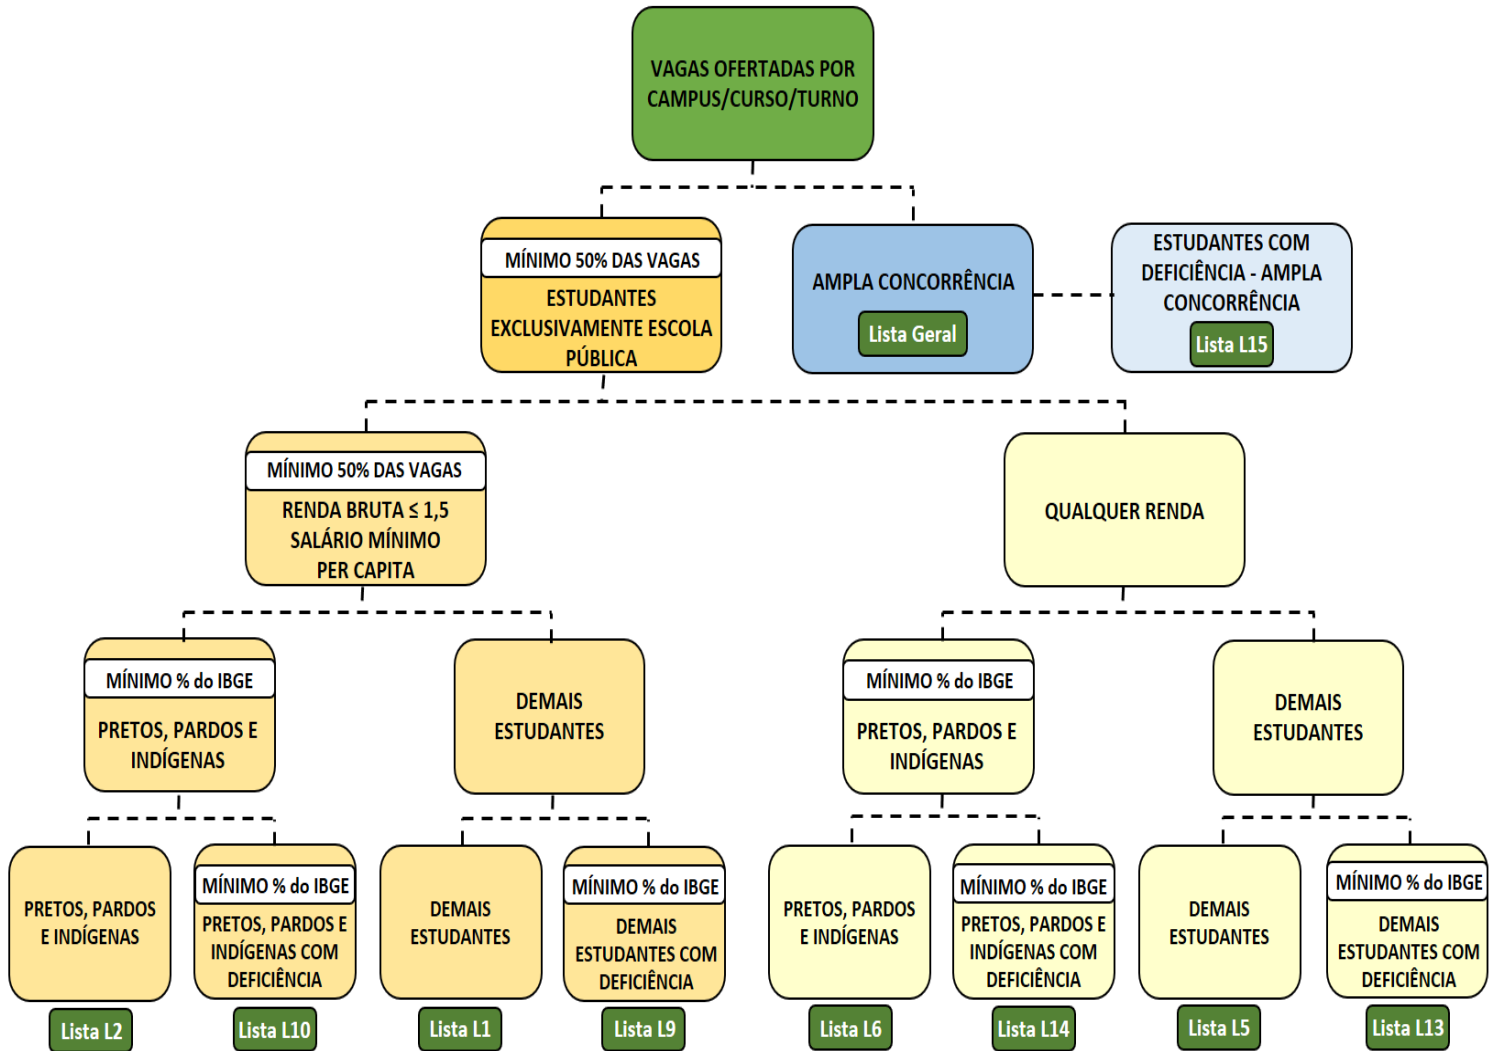 VAGAS OFERTADAS POR
CAMPUS/CURSO/TURNO
MÍNIMO 50% DAS VAGAS
ESTUDANTES
EXCLUSIVAMENTE ESCOLA
PÚBLICA
AMPLA CONCORRÊNCIA
Lista Geral
ESTUDANTES COM
DEFICIÊNCIA - AMPLA
CONCORRÊNCIA
Lista L15
MÍNIMO 50% DAS VAGAS
RENDA BRUTA ≤ 1,5
SALÁRIO MÍNIMO
PER CAPITA
QUALQUER RENDA
MÍNIMO % do IBGE
PRETOS, PARDOS E
INDÍGENAS
DEMAIS
ESTUDANTES
MÍNIMO % do IBGE
PRETOS, PARDOS E
INDÍGENAS
DEMAIS
ESTUDANTES
PRETOS, PARDOS
E INDÍGENAS
Lista L2
MÍNIMO % do IBGE
PRETOS, PARDOS E
INDÍGENAS COM
DEFICIÊNCIA
Lista L10
DEMAIS
ESTUDANTES
Lista L1
MÍNIMO % do IBGE
DEMAIS
ESTUDANTES COM
DEFICIÊNCIA
Lista L9
PRETOS, PARDOS
E INDÍGENAS
Lista L6
MÍNIMO % do IBGE
PRETOS, PARDOS E
INDÍGENAS COM
DEFICIÊNCIA
Lista L14
DEMAIS
ESTUDANTES
Lista L5
MÍNIMO % do IBGE
DEMAIS
ESTUDANTES COM
DEFICIÊNCIA
Lista L13